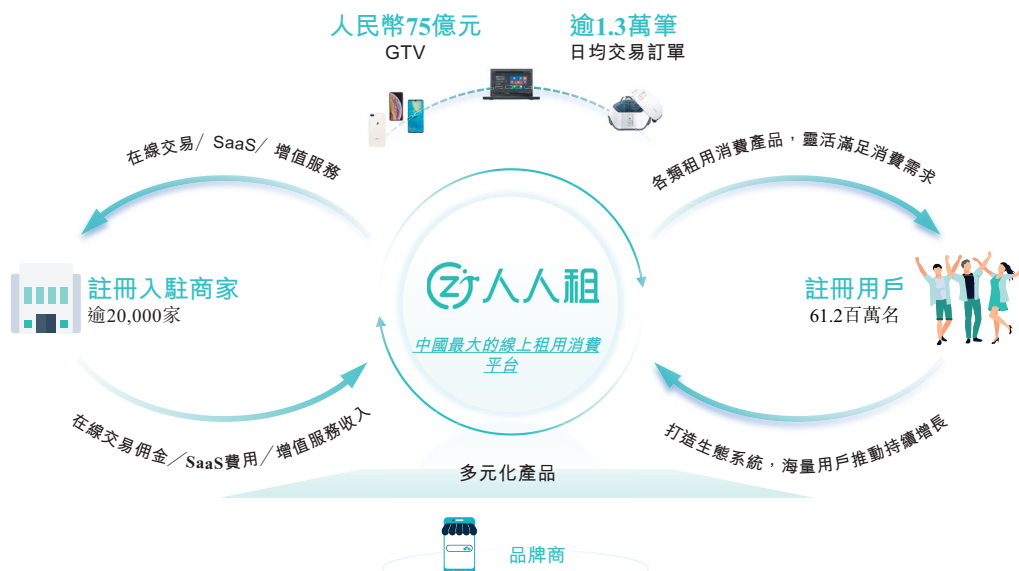 人民幣75億元
GTV
逾1.3萬筆
日均交易訂單
在線交易/ SaaS/ 增值服務
各類租用消費產品，靈活滿足消費需求
人人租
中國最大的線上租用消費
平台
註冊入駐商家
逾20,000家
註冊用戶
61.2百萬名
在線交易佣金/SaaS費用/增值服務收入
打造生態系統，海量用戶推動持續增長
多元化產品
品牌商